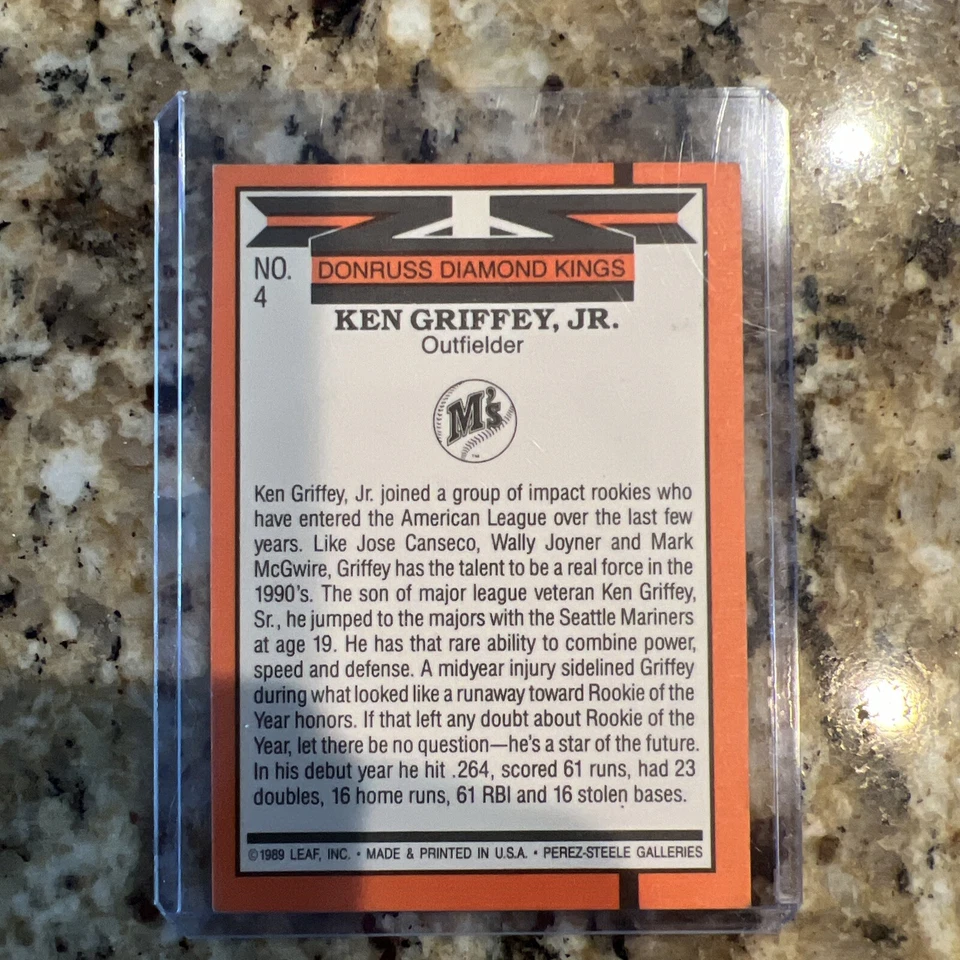 NO.
4
DONRUSS DIAMOND KINGS
KEN GRIFFEY, JR.
Outfielder
M's
TM
Ken Griffey, Jr. joined a group of impact rookies who
have entered the American League over the last few
years. Like Jose Canseco, Wally Joyner and Mark
McGwire, Griffey has the talent to be a real force in the
1990's. The son of major league veteran Ken Griffey,
Sr., he jumped to the majors with the Seattle Mariners
at age 19. He has that rare ability to combine power,
speed and defense. A midyear injury sidelined Griffey
during what looked like a runaway toward Rookie of the
Year honors. If that left any doubt about Rookie of the
Year, let there be no question—he's a star of the future.
In his debut year he hit .264, scored 61 runs, had 23
doubles, 16 home runs, 61 RBI and 16 stolen bases.
©1989 LEAF, INC. • MADE & PRINTED IN U.S.A. • PEREZ-STEELE GALLERIES